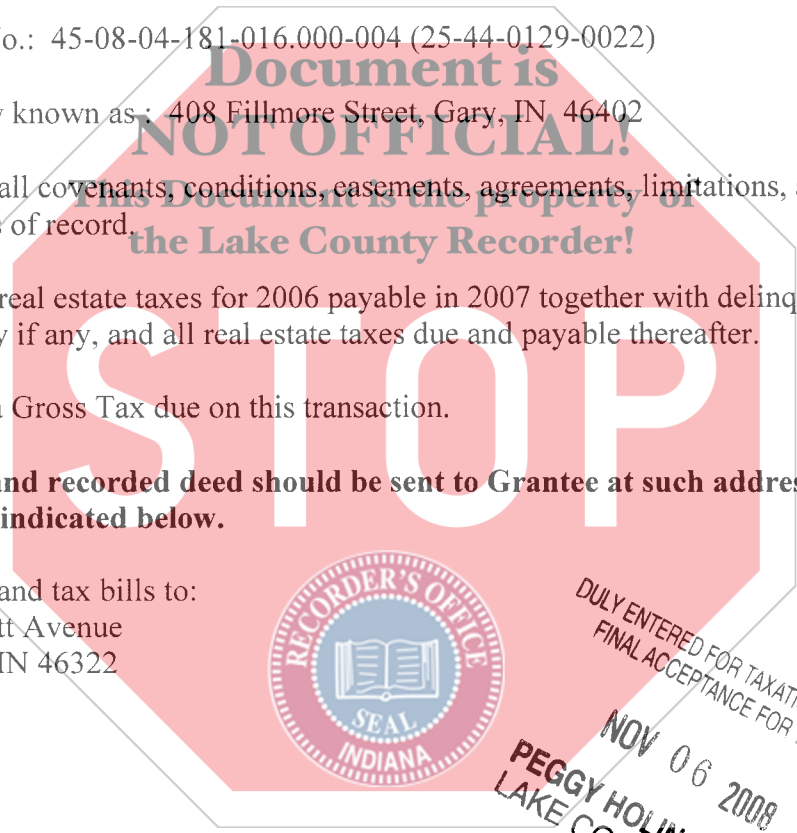 No.: 45-08-04-181-016.000-004 (25-44-0129-0022)
Document is
known as : 408 Fillmore Street, Gary, IN 46402
NOT OFFICIAL!
all covenants, conditions, easements, agreements, limitations,
This Document is the property of
of record.
the Lake County Recorder!
real estate taxes for 2006 payable in 2007 together with delinq
if any, and all real estate taxes due and payable thereafter.
STOP
Gross Tax due on this transaction.
and recorded deed should be sent to Grantee at such addres
indicated below.
and tax bills to:
tt Avenue
IN 46322
RECORDER'S OFFICE
SEAL
INDIANA
DULY ENTERED FOR TAXATI
FINAL ACCEPTANCE FOR
NOV 06 2008
PEGGY HOLIN
LAKE CO